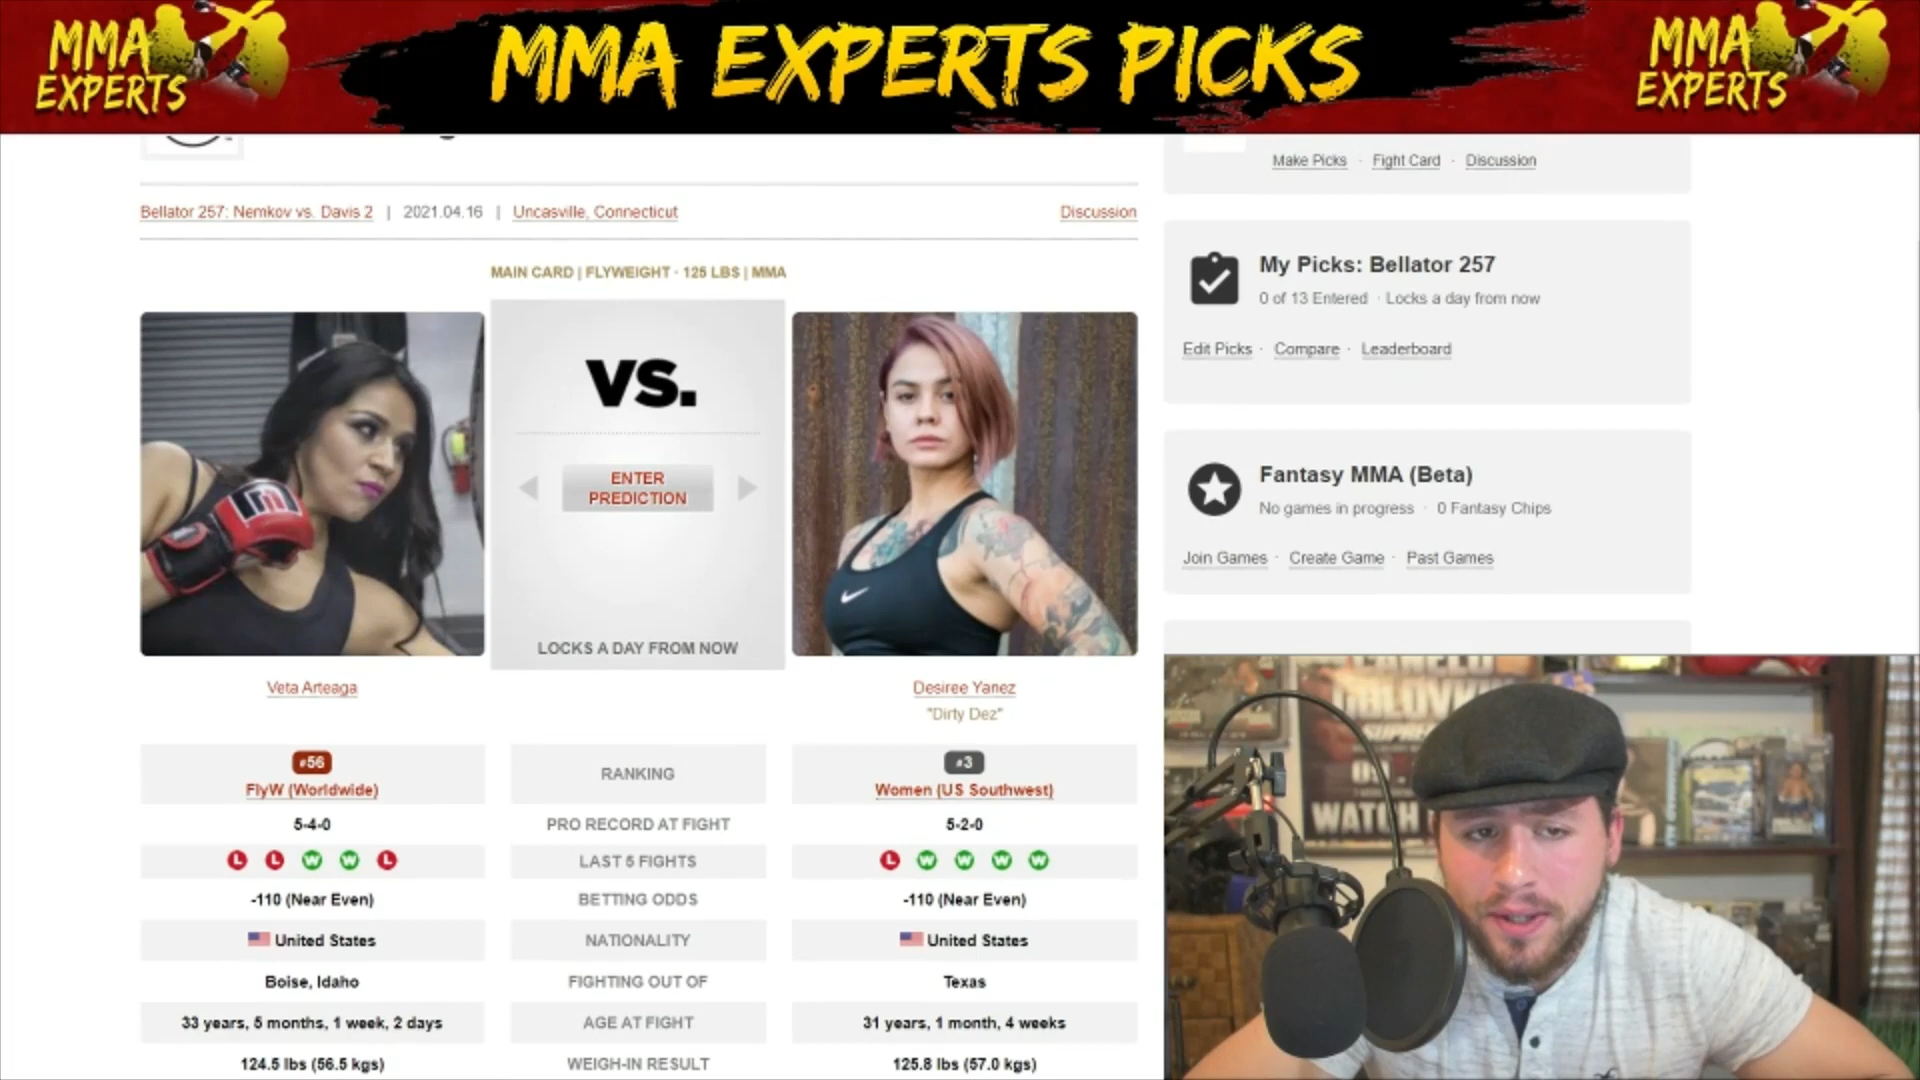 MMA
EXPERTS
MMA EXPERTS PICKS
MMA
EXPERTS
Make Picks · Fight Card · Discussion
Bellator 257: Nemkov vs. Davis 2 | 2021.04.16 | Uncasville, Connecticut
Discussion
MAIN CARD | FLYWEIGHT · 125 LBS | MMA
VS.
ENTER
PREDICTION
LOCKS A DAY FROM NOW
Veta Arteaga
Desiree Yanez
"Dirty Dez"
#56
FlyW (Worldwide)
RANKING
#3
Women (US Southwest)
5-4-0
PRO RECORD AT FIGHT
5-2-0
L L W W L
LAST 5 FIGHTS
L W W W W
-110 (Near Even)
BETTING ODDS
-110 (Near Even)
United States
NATIONALITY
United States
Boise, Idaho
FIGHTING OUT OF
Texas
33 years, 5 months, 1 week, 2 days
AGE AT FIGHT
31 years, 1 month, 4 weeks
124.5 lbs (56.5 kgs)
WEIGH-IN RESULT
125.8 lbs (57.0 kgs)
My Picks: Bellator 257
0 of 13 Entered · Locks a day from now
Edit Picks · Compare · Leaderboard
Fantasy MMA (Beta)
No games in progress · 0 Fantasy Chips
Join Games · Create Game · Past Games
WATCH